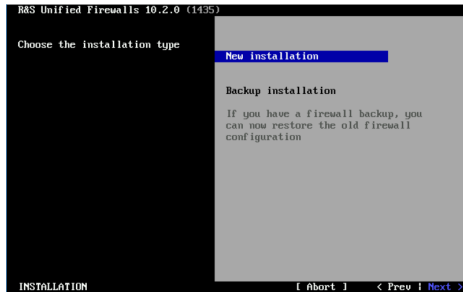 R&S Unified Firewalls 10.2.0 (1435)
Choose the installation type
New installation
Backup installation
If you have a firewall backup, you
can now restore the old firewall
configuration
INSTALLATION [ Abort ] < Prev | Next >